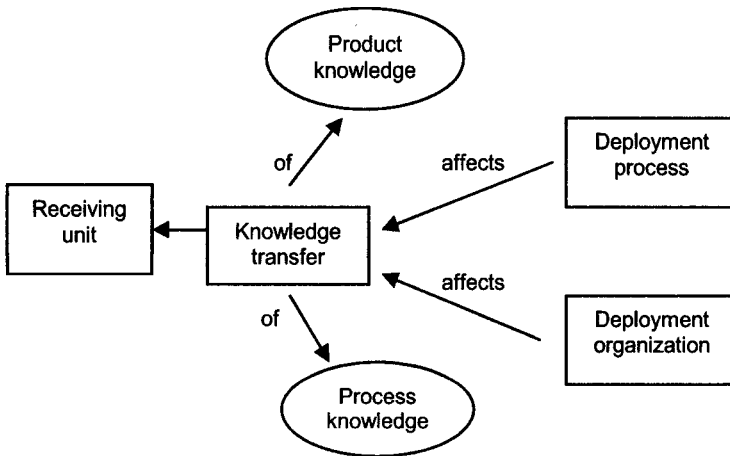 Product
knowledge
of
affects
Deployment
process
Receiving
unit
Knowledge
transfer
affects
of
Deployment
organization
Process
knowledge